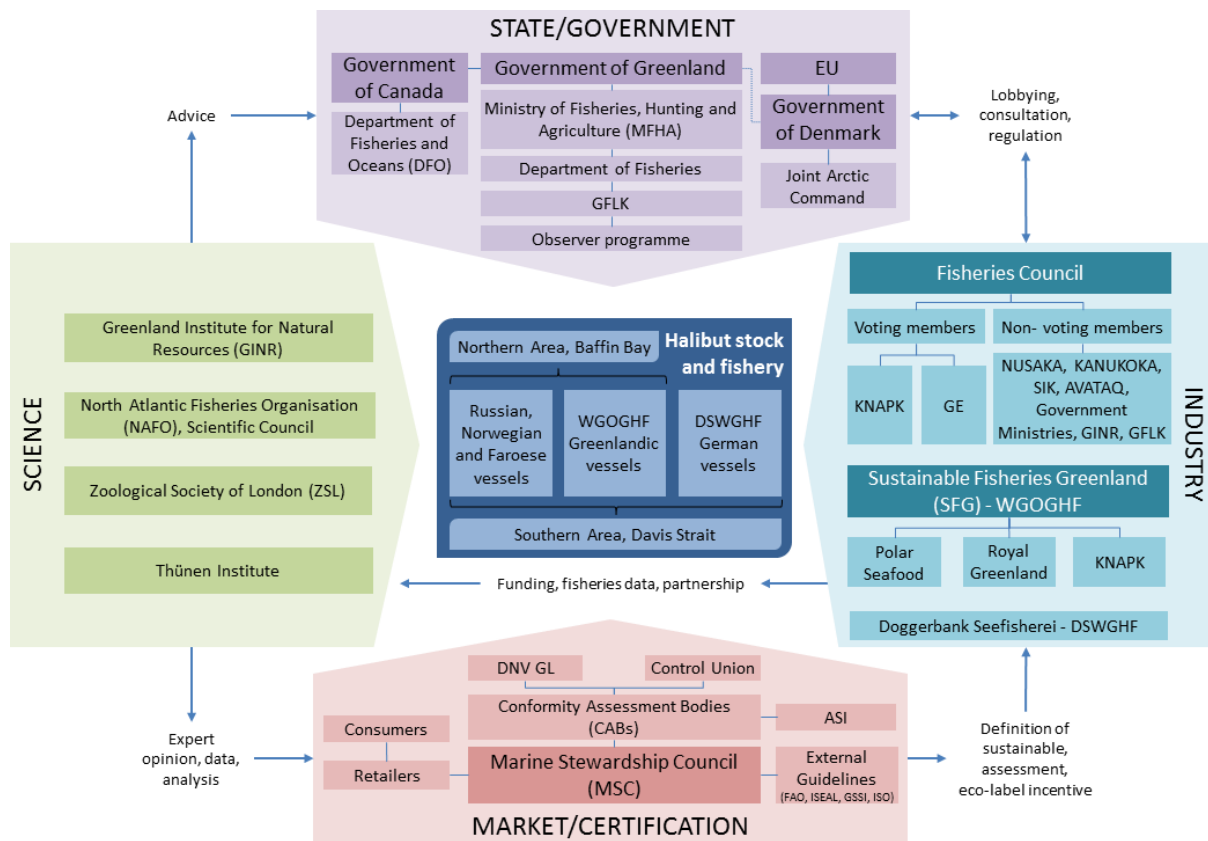 STATE/GOVERNMENT
Government
of Canada
Department of
Fisheries and
Oceans (DFO)
Government of Greenland
Ministry of Fisheries, Hunting and
Agriculture (MFHA)
Department of Fisheries
GFLK
Observer programme
EU
Government
of Denmark
Joint Arctic
Command
Advice
Lobbying,
consultation,
regulation
SCIENCE
Greenland Institute for Natural
Resources (GINR)
North Atlantic Fisheries Organisation
(NAFO), Scientific Council
Zoological Society of London (ZSL)
Thünen Institute
Halibut stock
and fishery
Northern Area, Baffin Bay
Russian,
Norwegian
and Faroese
vessels
WGOGHF
Greenlandic
vessels
DSWGHF
German
vessels
Southern Area, Davis Strait
INDUSTRY
Fisheries Council
Voting members
Non- voting members
KNAPK
GE
NUSAKA, KANUKOKA,
SIK, AVATAQ,
Government
Ministries, GINR, GFLK
Sustainable Fisheries Greenland
(SFG) - WGOGHF
Polar
Seafood
Royal
Greenland
KNAPK
Doggerbank Seefisherei - DSWGHF
Funding, fisheries data, partnership
Expert
opinion, data,
analysis
DNV GL
Control Union
Conformity Assessment Bodies
(CABs)
ASI
Consumers
Retailers
Marine Stewardship Council
(MSC)
External
Guidelines
(FAO, ISEAL, GSSI, ISO)
MARKET/CERTIFICATION
Definition of
sustainable,
assessment,
eco-label incentive